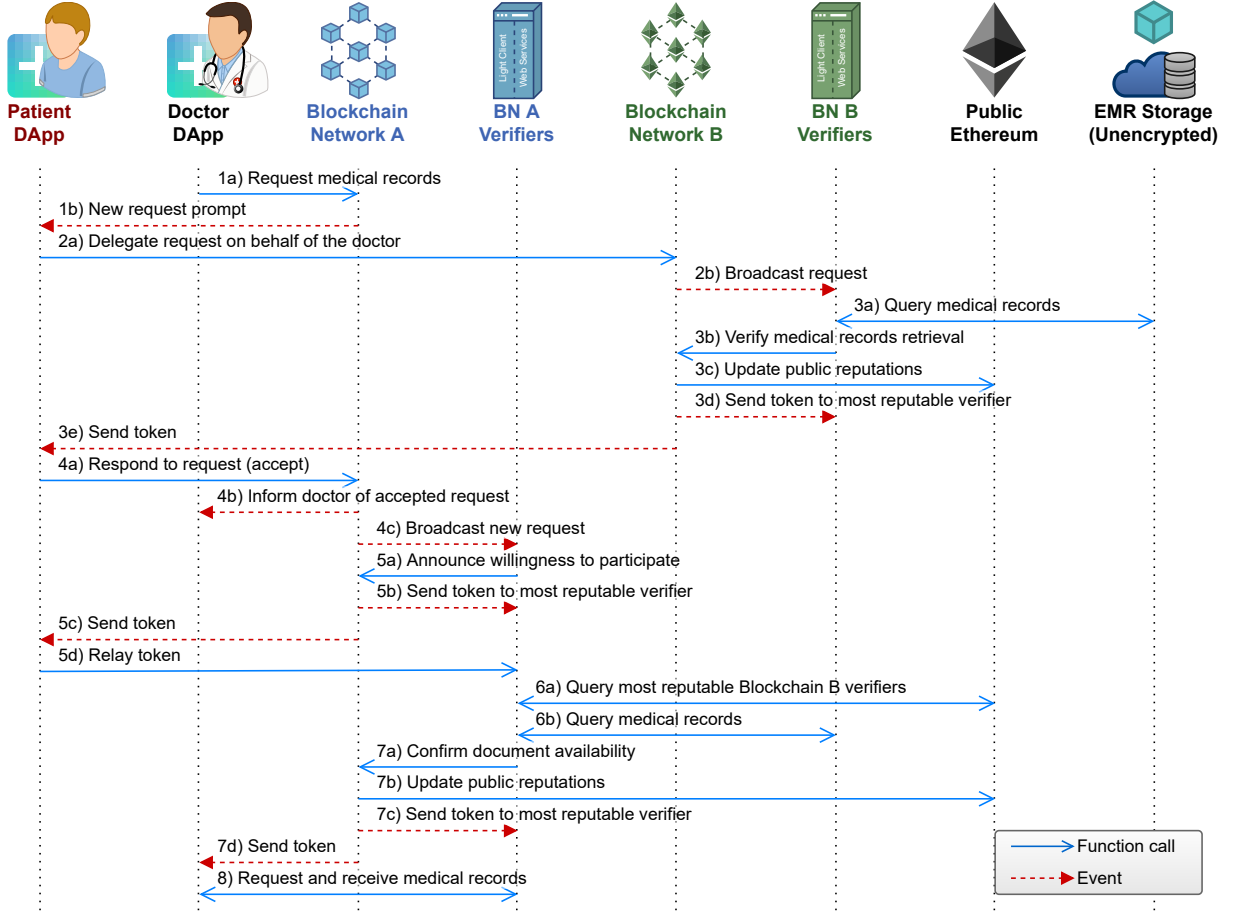 Light Client
Web Services
Light Client
Web Services
Patient
DApp
Doctor
DApp
Blockchain
Network A
BN A
Verifiers
Blockchain
Network B
BN B
Verifiers
Public
Ethereum
EMR Storage
(Unencrypted)
1a) Request medical records
1b) New request prompt
2a) Delegate request on behalf of the doctor
2b) Broadcast request
3a) Query medical records
3b) Verify medical records retrieval
3c) Update public reputations
3d) Send token to most reputable verifier
3e) Send token
4a) Respond to request (accept)
4b) Inform doctor of accepted request
4c) Broadcast new request
5a) Announce willingness to participate
5b) Send token to most reputable verifier
5c) Send token
5d) Relay token
6a) Query most reputable Blockchain B verifiers
6b) Query medical records
7a) Confirm document availability
7b) Update public reputations
7c) Send token to most reputable verifier
7d) Send token
8) Request and receive medical records
Function call
Event